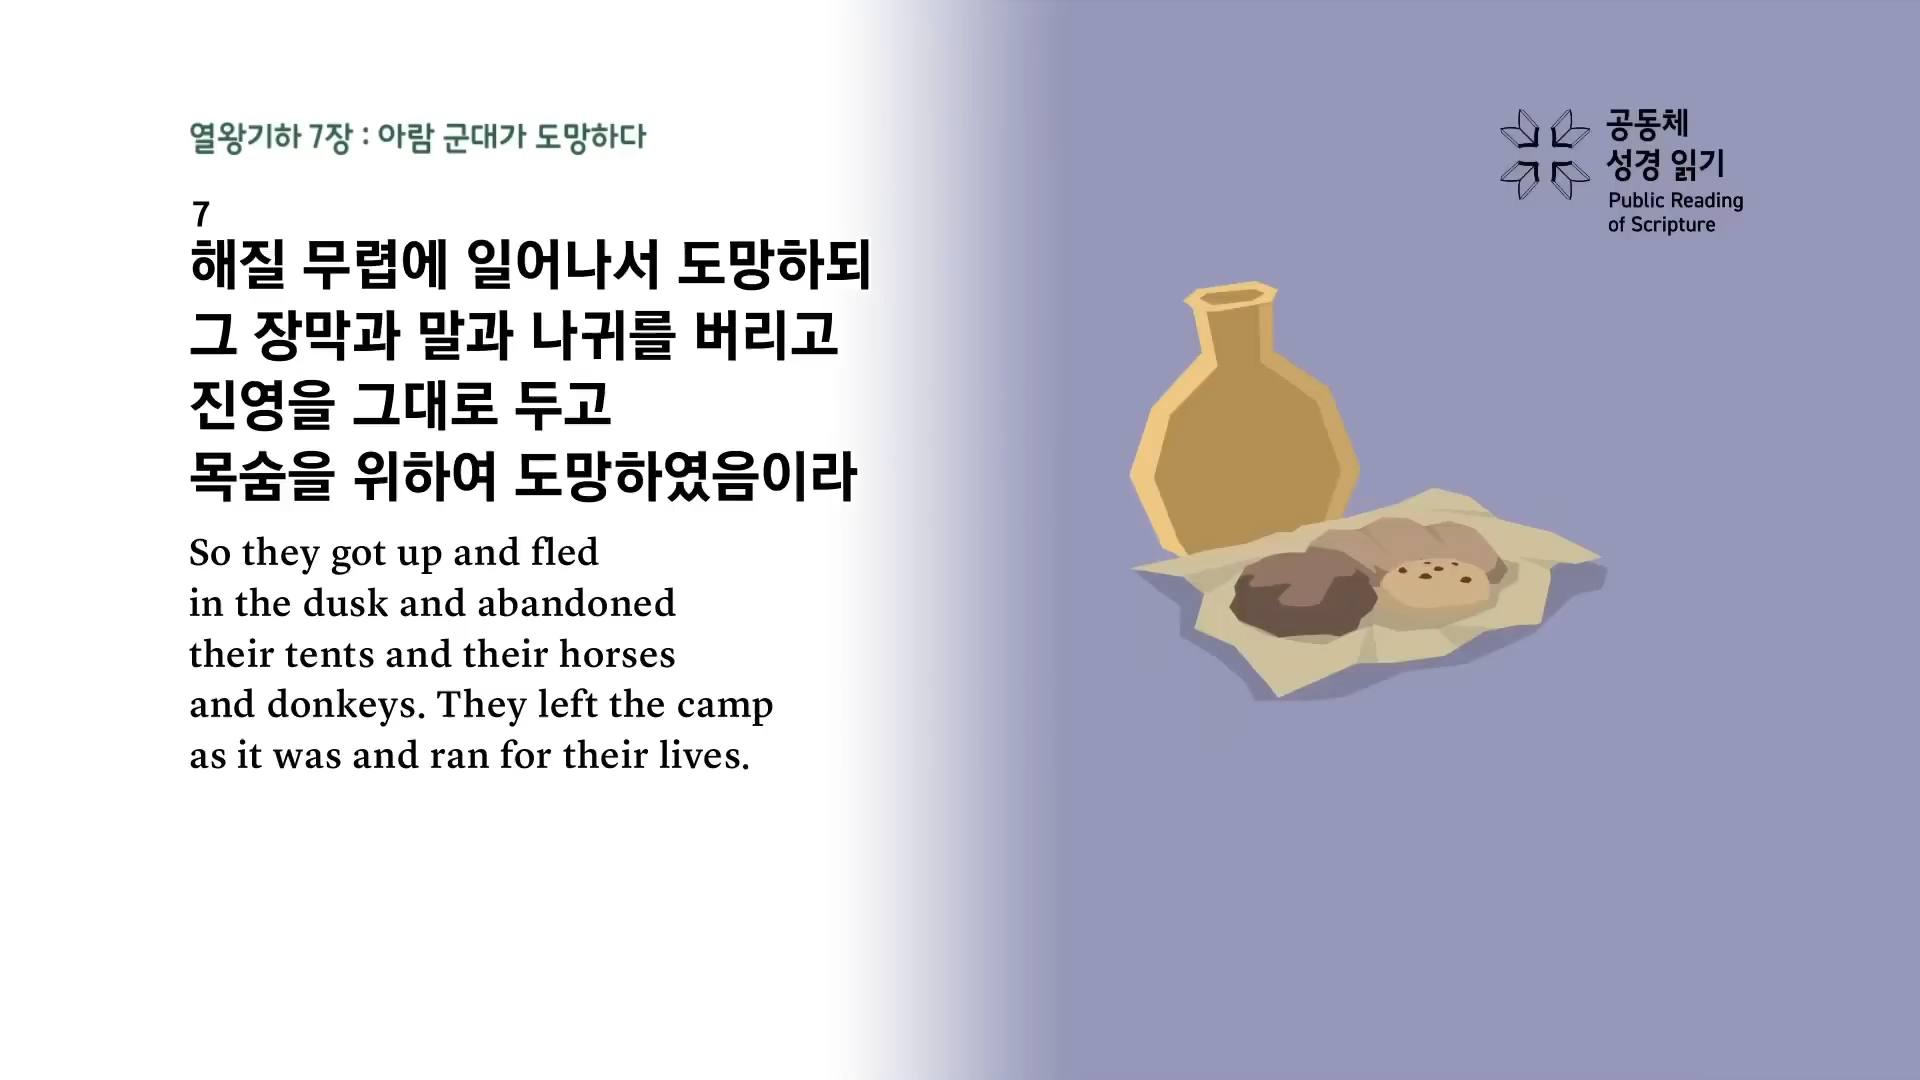 열왕기하 7장 : 아람 군대가 도망하다
7
해질 무렵에 일어나서 도망하되
그 장막과 말과 나귀를 버리고
진영을 그대로 두고
목숨을 위하여 도망하였음이라
So they got up and fled
in the dusk and abandoned
their tents and their horses
and donkeys. They left the camp
as it was and ran for their lives.
공동체
성경 읽기
Public Reading
of Scripture